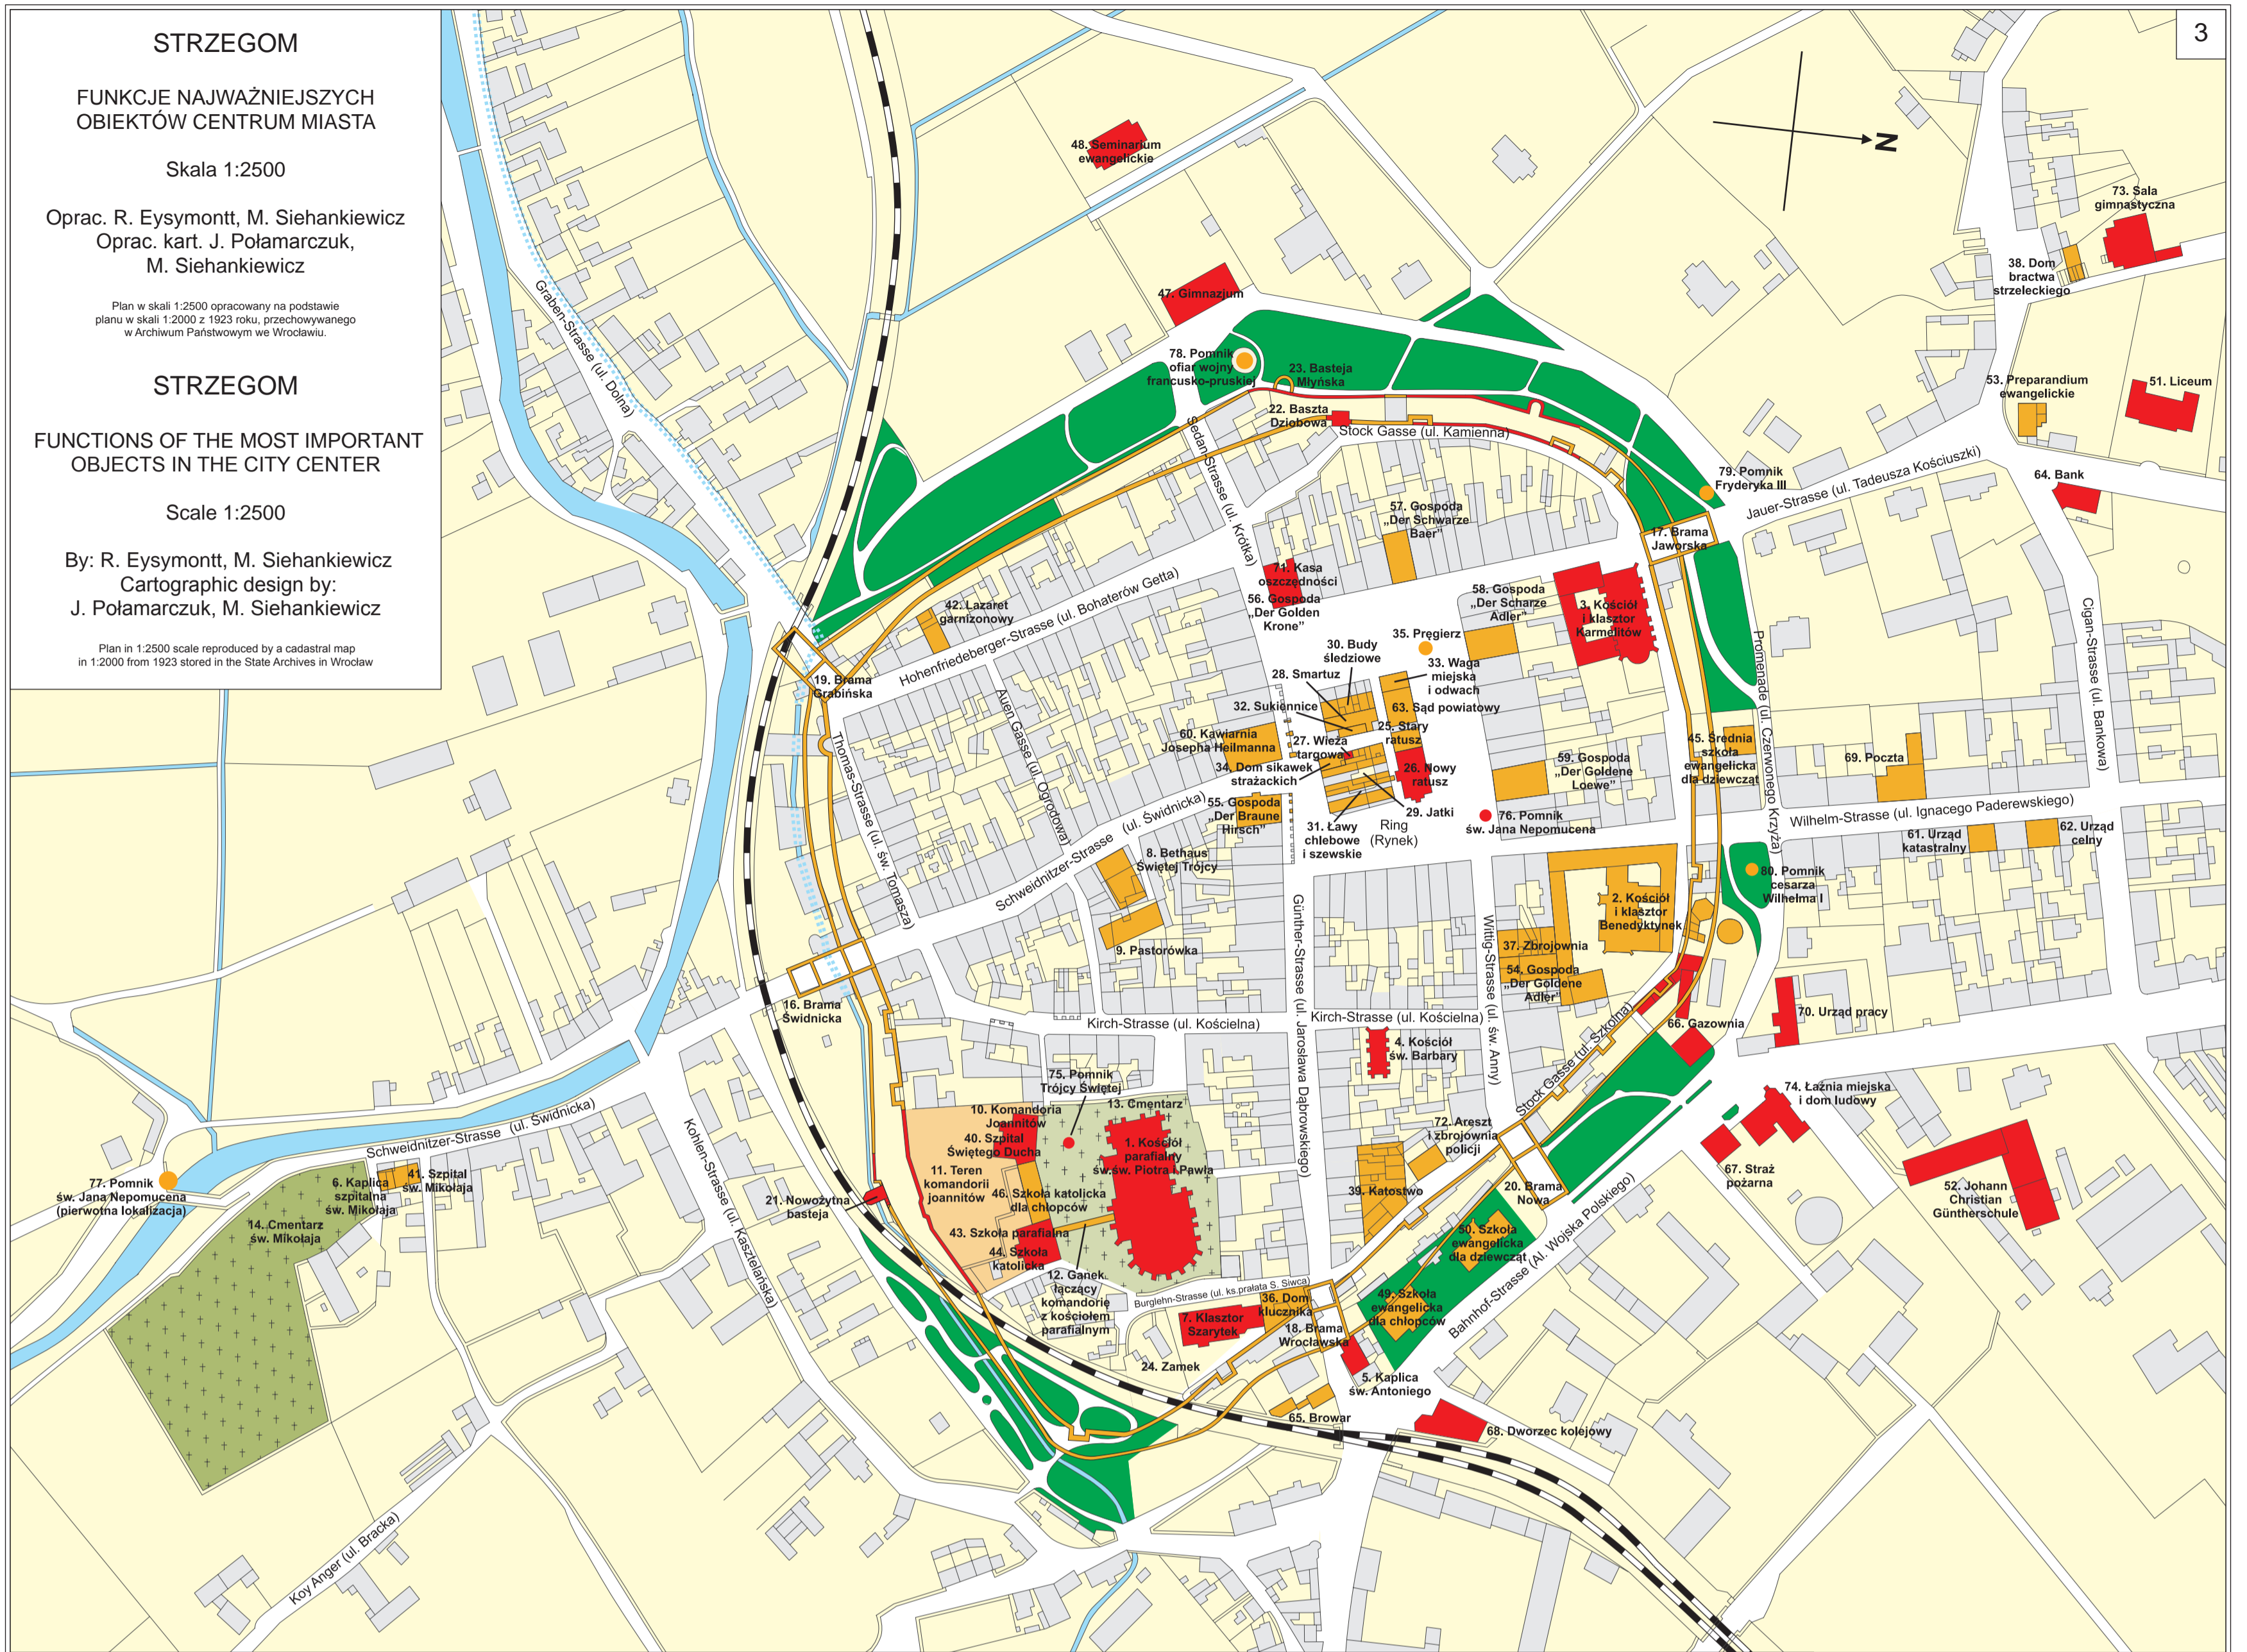 STRZEGOM
FUNKCJE NAJWAŻNIEJSZYCH
OBIEKTÓW CENTRUM MIASTA
Skala 1:2500
Oprac. R. Eysymontt, M. Siehankiewicz
Oprac. kart. J. Połamarczuk,
M. Siehankiewicz
Plan w skali 1:2500 opracowany na podstawie
planu w skali 1:2000 z 1923 roku, przechowywanego
w Archiwum Państwowym we Wrocławiu.
STRZEGOM
FUNCTIONS OF THE MOST IMPORTANT
OBJECTS IN THE CITY CENTER
Scale 1:2500
By: R. Eysymontt, M. Siehankiewicz
Cartographic design by:
J. Połamarczuk, M. Siehankiewicz
Plan in 1:2500 scale reproduced by a cadastral map
in 1:2000 from 1923 stored in the State Archives in Wrocław
3
N
48. Seminarium
ewangelickie
73. Sala
gimnastyczna
38. Dom
bractwa
strzeleckiego
47. Gimnazjum
Graben-Strasse (ul. Dolna)
78. Pomnik
ofiar wojny
francusko-pruskiej
23. Basteja
Młyńska
22. Baszta
Dziobowa
Stock Gasse (ul. Kamienna)
53. Preparandium
ewangelickie
51. Liceum
Sedan-Strasse (ul. Krótka)
79. Pomnik
Fryderyka III
Jauer-Strasse (ul. Tadeusza Kościuszki)
64. Bank
57. Gospoda
„Der Schwarze
Baer”
17. Brama
Jaworska
71. Kasa
oszczędności
56. Gospoda
„Der Golden
Krone”
58. Gospoda
„Der Scharze
Adler”
3. Kościół
i klasztor
Karmelitów
42. Lazaret
garnizonowy
Hohenfriedeberger-Strasse (ul. Bohaterów Getta)
19. Brama
Grabińska
35. Pręgierz
30. Budy
śledziowe
33. Waga
miejska
i odwach
28. Smartuz
32. Sukiennice
63. Sąd powiatowy
25. Stary
ratusz
27. Wieża
targowa
60. Kawiarnia
Josepha Heilmanna
34. Dom sikawek
strażackich
26. Nowy
ratusz
59. Gospoda
„Der Goldene
Loewe”
45. Średnia
szkoła
ewangelicka
dla dziewcząt
69. Poczta
Promenade (ul. Czerwonego Krzyża)
Cigan-Strasse (ul. Bankowa)
Auen Gasse (ul. Ogrodowa)
Thomas-Strasse (ul. św. Tomasza)
55. Gospoda
„Der Braune
Hirsch”
29. Jatki
31. Ławy
chlebowe
i szewskie
Ring
(Rynek)
76. Pomnik
św. Jana Nepomucena
Wilhelm-Strasse (ul. Ignacego Paderewskiego)
61. Urząd
katastralny
62. Urząd
celny
Schweidnitzer-Strasse (ul. Świdnicka)
8. Bethaus
Świętej Trójcy
9. Pastorówka
80. Pomnik
cesarza
Wilhelma I
2. Kościół
i klasztor
Benedyktynek
37. Zbrojownia
54. Gospoda
„Der Goldene
Adler”
Günther-Strasse (ul. Jarosława Dąbrowskiego)
Wittig-Strasse (ul. św. Anny)
16. Brama
Świdnicka
Kirch-Strasse (ul. Kościelna)
Kirch-Strasse (ul. Kościelna)
4. Kościół
św. Barbary
Stock Gasse (ul. Szkolna)
66. Gazownia
70. Urząd pracy
75. Pomnik
Trójcy Świętej
13. Cmentarz
10. Komandoria
Joannitów
40. Szpital
Świętego Ducha
1. Kościół
parafialny
św.św. Piotra i Pawła
11. Teren
komandorii
joannitów
46. Szkoła katolicka
dla chłopców
43. Szkoła parafialna
44. Szkoła
katolicka
12. Ganek
łączący
komandorię
z kościołem
parafialnym
21. Nowożytna
basteja
72. Areszt
i zbrojownia
policji
39. Katostwo
20. Brama
Nowa
74. Łaźnia miejska
i dom ludowy
67. Straż
pożarna
52. Johann
Christian
Güntherschule
50. Szkoła
ewangelicka
dla dziewcząt
49. Szkoła
ewangelicka
dla chłopców
Bahnhof-Strasse (Al. Wojska Polskiego)
Burglehn-Strasse (ul. ks.prałata S. Siwca)
36. Dom
klucznika
7. Klasztor
Szarytek
18. Brama
Wrocławska
24. Zamek
5. Kaplica
św. Antoniego
65. Browar
68. Dworzec kolejowy
Schweidnitzer-Strasse (ul. Świdnicka)
Kohlen-Strasse (ul. Kasztelańska)
77. Pomnik
św. Jana Nepomucena
(pierwotna lokalizacja)
6. Kaplica
szpitalna
św. Mikołaja
41. Szpital
św. Mikołaja
14. Cmentarz
św. Mikołaja
Koy Anger (ul. Bracka)